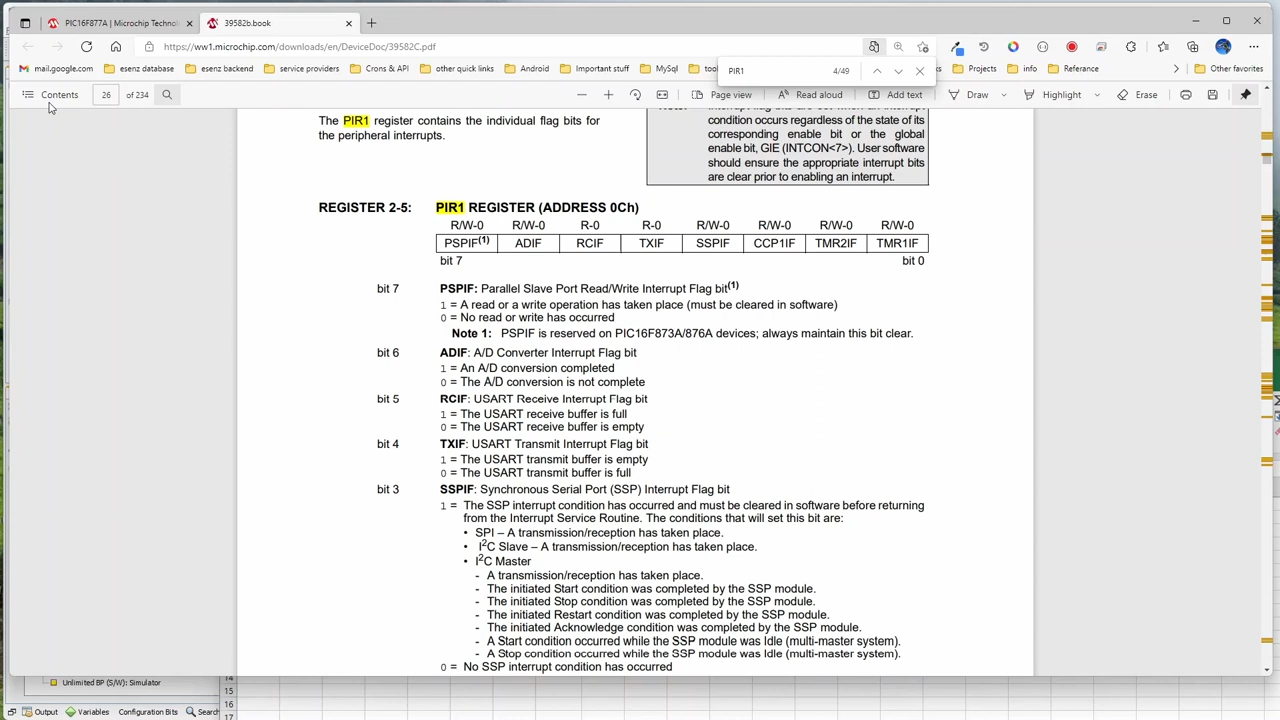 PIC16F877A | Microchip Technol
39582b.book
https://ww1.microchip.com/downloads/en/DeviceDoc/39582C.pdf
mail.google.com
esenz database
esenz backend
service providers
Crons & API
Other software
Android
Important stuff
MySql
Projects
info
Reference
Other favorites
PIR1
4/49
Contents
26 of 234
Page view
Read aloud
Add text
Draw
Highlight
Erase
The PIR1 register contains the individual flag bits for
the peripheral interrupts.
condition occurs regardless of the state of its
corresponding enable bit or the global
enable bit, GIE (INTCON<7>). User software
should ensure the appropriate interrupt bits
are clear prior to enabling an interrupt.
REGISTER 2-5: PIR1 REGISTER (ADDRESS 0Ch)
R/W-0 R/W-0 R-0 R-0 R/W-0 R/W-0 R/W-0 R/W-0
PSPIF(1) ADIF RCIF TXIF SSPIF CCP1IF TMR2IF TMR1IF
bit 7 bit 0
bit 7 PSPIF: Parallel Slave Port Read/Write Interrupt Flag bit(1)
1 = A read or a write operation has taken place (must be cleared in software)
0 = No read or write has occurred
Note 1: PSPIF is reserved on PIC16F873A/876A devices; always maintain this bit clear.
bit 6 ADIF: A/D Converter Interrupt Flag bit
1 = An A/D conversion completed
0 = The A/D conversion is not complete
bit 5 RCIF: USART Receive Interrupt Flag bit
1 = The USART receive buffer is full
0 = The USART receive buffer is empty
bit 4 TXIF: USART Transmit Interrupt Flag bit
1 = The USART transmit buffer is empty
0 = The USART transmit buffer is full
bit 3 SSPIF: Synchronous Serial Port (SSP) Interrupt Flag bit
1 = The SSP interrupt condition has occurred and must be cleared in software before returning
from the Interrupt Service Routine. The conditions that will set this bit are:
• SPI – A transmission/reception has taken place.
• I2C Slave – A transmission/reception has taken place.
• I2C Master
- A transmission/reception has taken place.
- The initiated Start condition was completed by the SSP module.
- The initiated Stop condition was completed by the SSP module.
- The initiated Restart condition was completed by the SSP module.
- The initiated Acknowledge condition was completed by the SSP module.
- A Start condition occurred while the SSP module was Idle (multi-master system).
- A Stop condition occurred while the SSP module was Idle (multi-master system).
0 = No SSP interrupt condition has occurred
Unlimited BP (S/W): Simulator
14
15
16
17
Output
Variables
Configuration Bits
Search